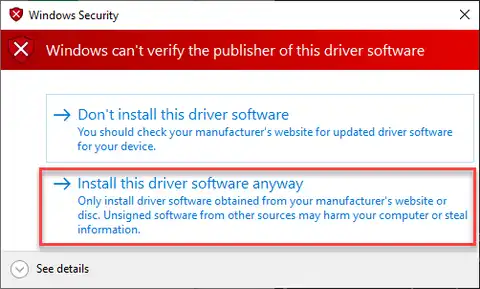 Windows Security
Windows can't verify the publisher of this driver software
Don't install this driver software
You should check your manufacturer's website for updated driver software
for your device.
Install this driver software anyway
Only install driver software obtained from your manufacturer's website or
disc. Unsigned software from other sources may harm your computer or steal
information.
See details